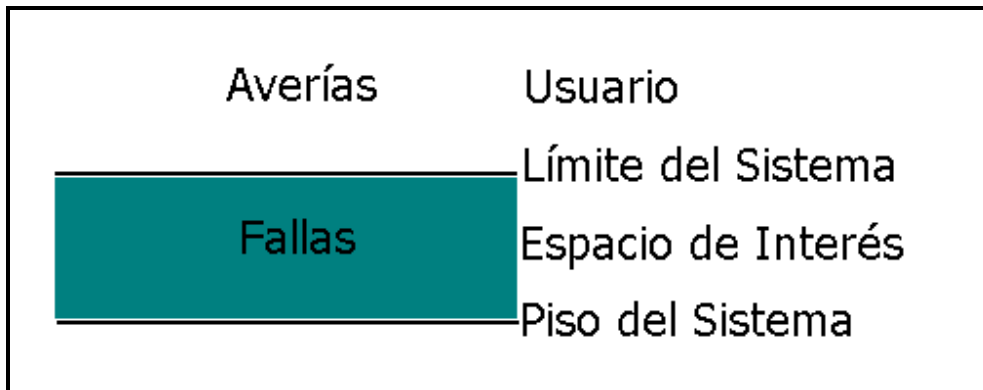 Averías Usuario
Límite del Sistema
Fallas Espacio de Interés
Piso del Sistema